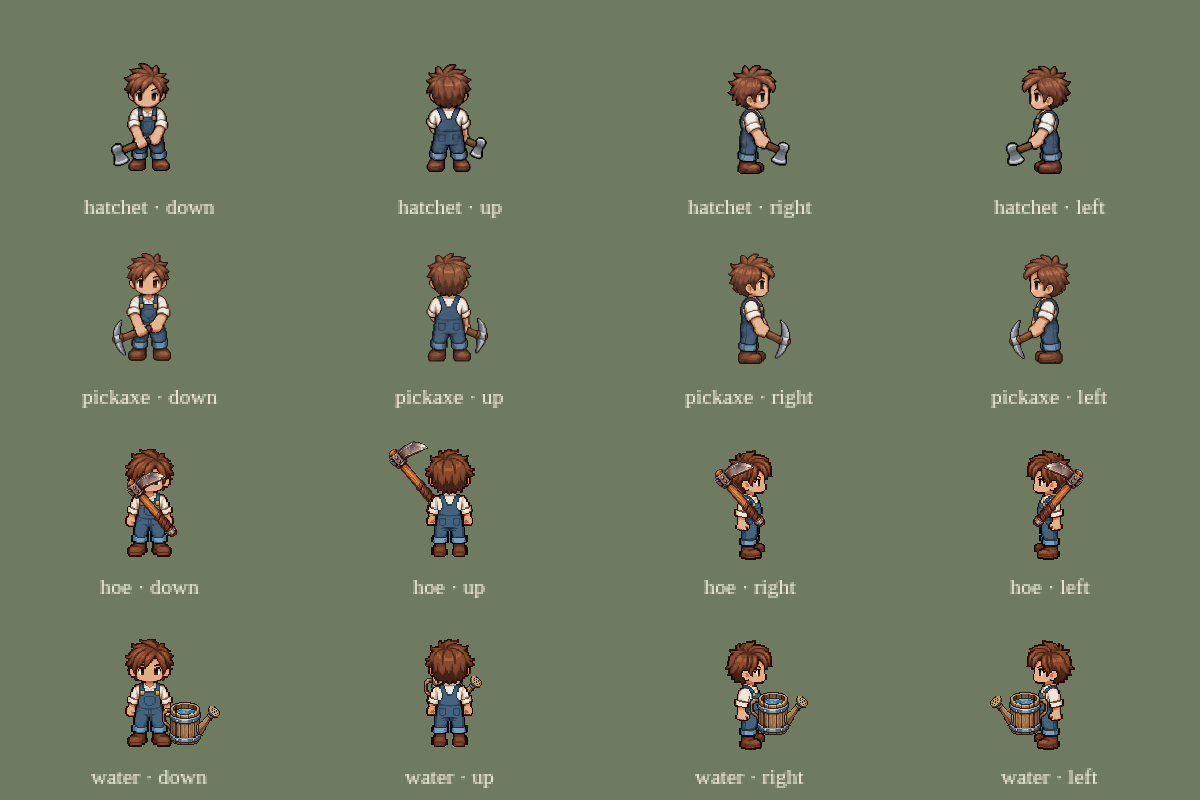 hatchet · down
hatchet · up
hatchet · right
hatchet · left
pickaxe · down
pickaxe · up
pickaxe · right
pickaxe · left
hoe · down
hoe · up
hoe · right
hoe · left
water · down
water · up
water · right
water · left